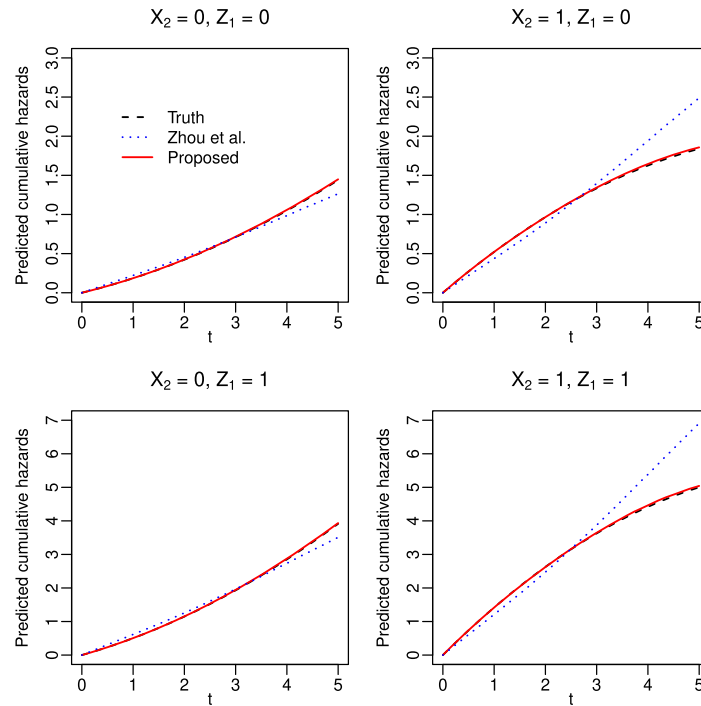 X₂ = 0, Z₁ = 0
Predicted cumulative hazards
3.0
2.5
2.0
1.5
1.0
0.5
0.0
Truth
Zhou et al.
Proposed
0 1 2 3 4 5
t
X₂ = 1, Z₁ = 0
Predicted cumulative hazards
3.0
2.5
2.0
1.5
1.0
0.5
0.0
0 1 2 3 4 5
t
X₂ = 0, Z₁ = 1
Predicted cumulative hazards
7
6
5
4
3
2
1
0
0 1 2 3 4 5
t
X₂ = 1, Z₁ = 1
Predicted cumulative hazards
7
6
5
4
3
2
1
0
0 1 2 3 4 5
t